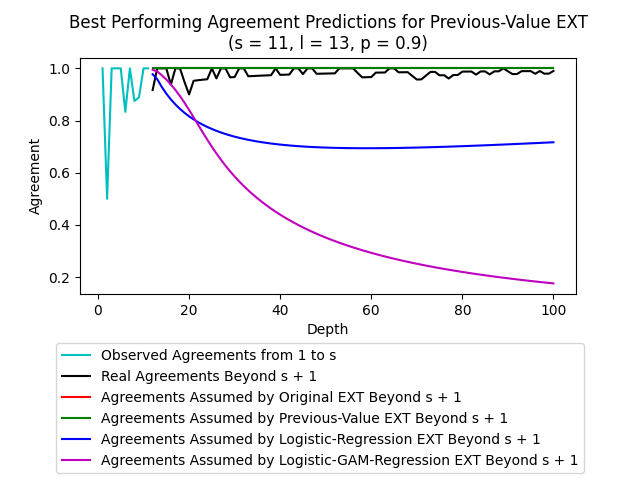 Best Performing Agreement Predictions for Previous-Value EXT
(s = 11, l = 13, p = 0.9)
1.0
0.8
0.6
0.4
0.2
Agreement
0 20 40 60 80 100
Depth
Observed Agreements from 1 to s
Real Agreements Beyond s + 1
Agreements Assumed by Original EXT Beyond s + 1
Agreements Assumed by Previous-Value EXT Beyond s + 1
Agreements Assumed by Logistic-Regression EXT Beyond s + 1
Agreements Assumed by Logistic-GAM-Regression EXT Beyond s + 1